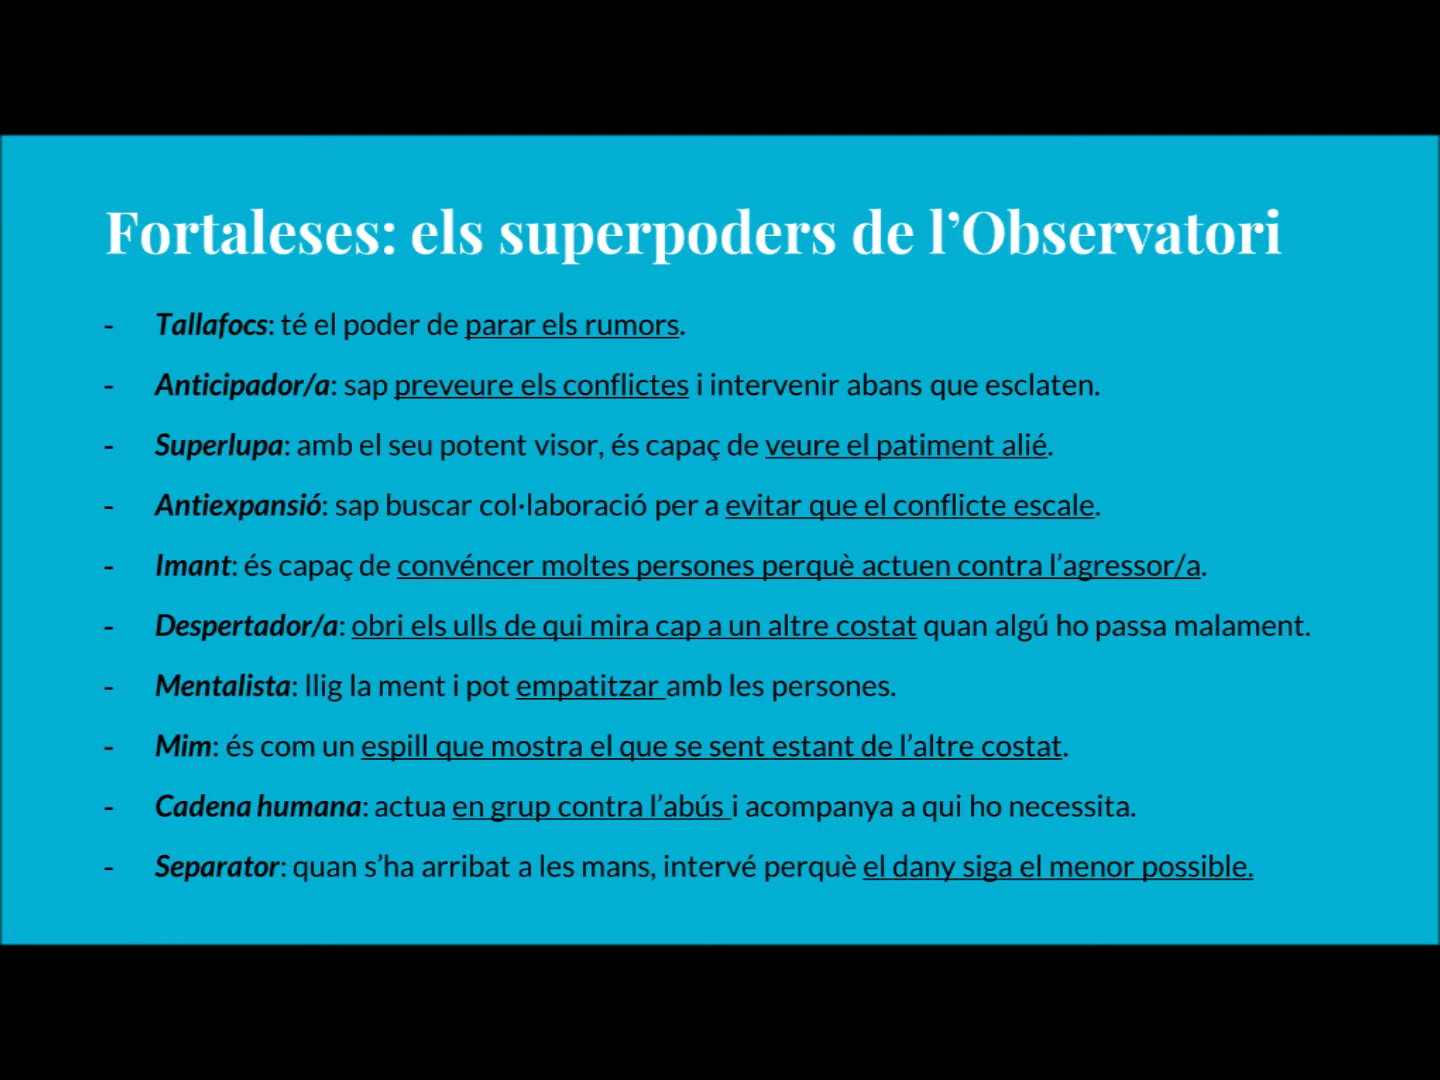 Fortaleses: els superpoders de l’Observatori
- Tallafocs: té el poder de parar els rumors.
- Anticipador/a: sap preveure els conflictes i intervenir abans que esclaten.
- Superlupa: amb el seu potent visor, és capaç de veure el patiment alié.
- Antiexpansió: sap buscar col·laboració per a evitar que el conflicte escale.
- Imant: és capaç de convéncer moltes persones perquè actuen contra l’agressor/a.
- Despertador/a: obri els ulls de qui mira cap a un altre costat quan algú ho passa malament.
- Mentalista: llig la ment i pot empatitzar amb les persones.
- Mim: és com un espill que mostra el que se sent estant de l’altre costat.
- Cadena humana: actua en grup contra l’abús i acompanya a qui ho necessita.
- Separator: quan s’ha arribat a les mans, intervé perquè el dany siga el menor possible.